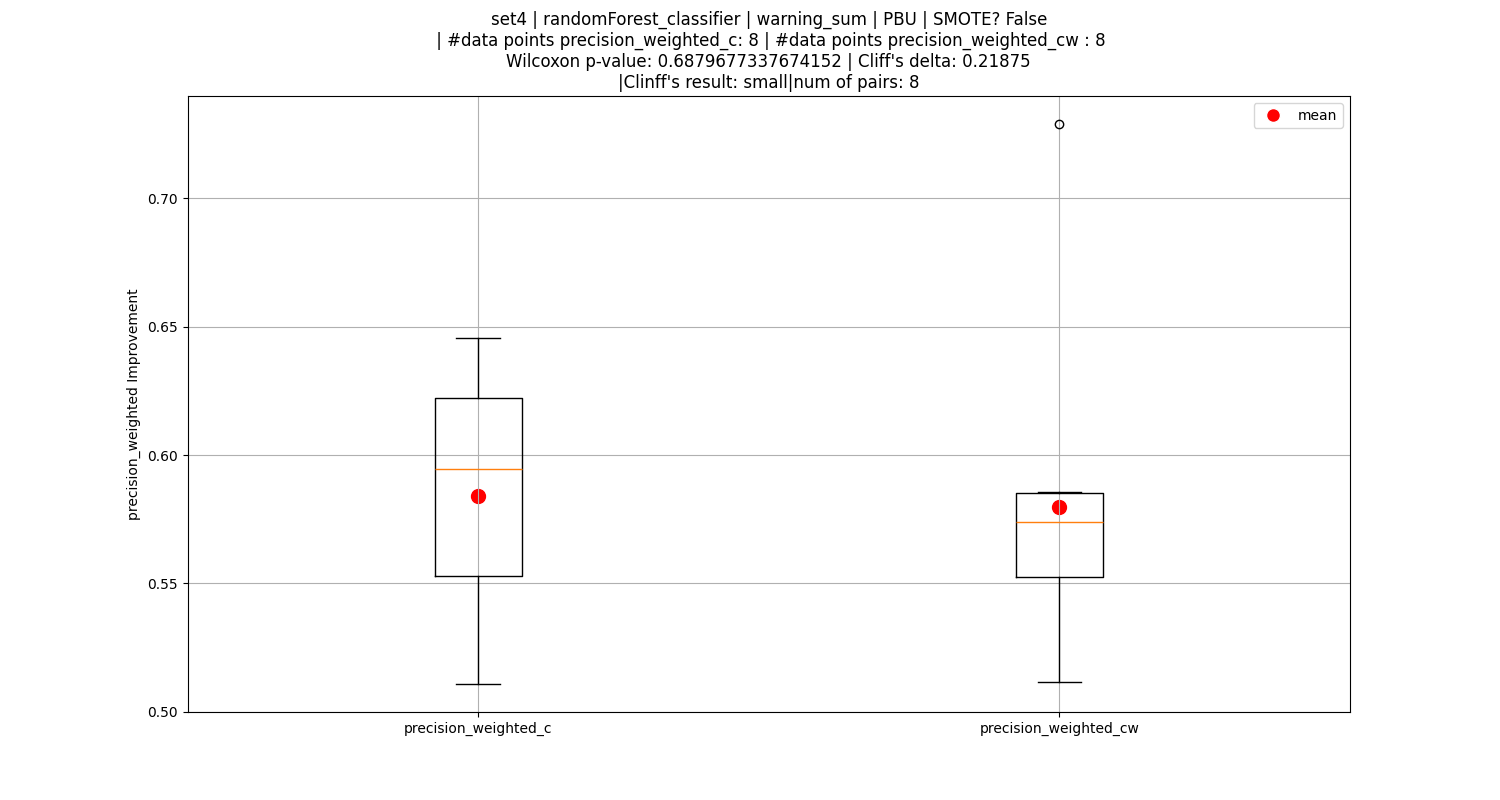 set4 | randomForest_classifier | warning_sum | PBU | SMOTE? False
| #data points precision_weighted_c: 8 | #data points precision_weighted_cw : 8
Wilcoxon p-value: 0.6879677337674152 | Cliff's delta: 0.21875
|Clinff's result: small|num of pairs: 8
mean
precision_weighted Improvement
0.70
0.65
0.60
0.55
0.50
precision_weighted_c
precision_weighted_cw